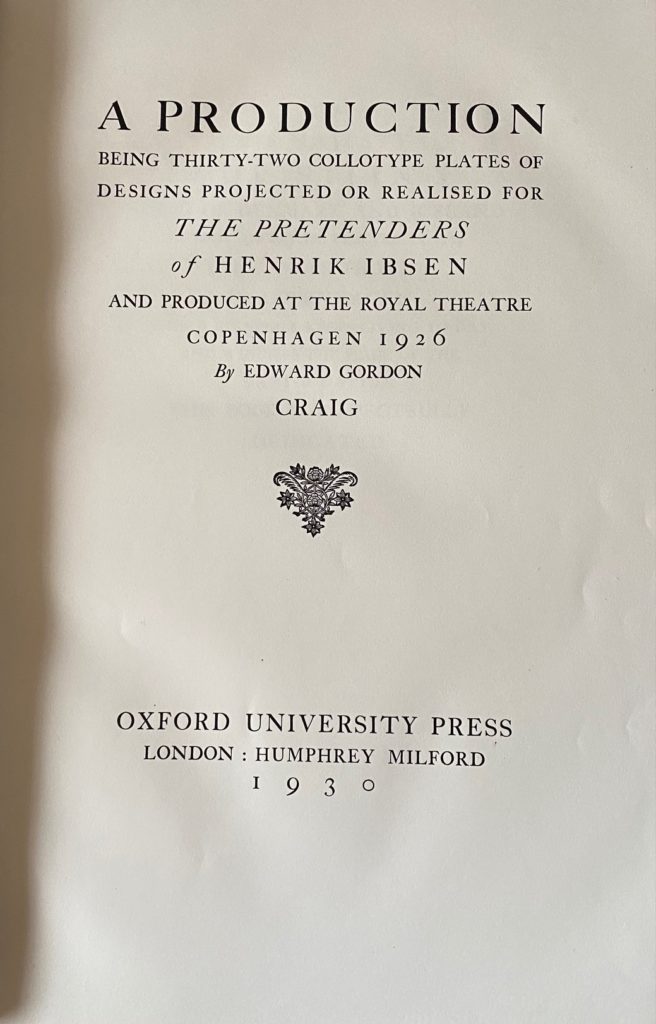 A PRODUCTION
BEING THIRTY-TWO COLLOTYPE PLATES OF
DESIGNS PROJECTED OR REALISED FOR
THE PRETENDERS
of HENRIK IBSEN
AND PRODUCED AT THE ROYAL THEATRE
COPENHAGEN 1926
By EDWARD GORDON
CRAIG
OXFORD UNIVERSITY PRESS
LONDON : HUMPHREY MILFORD
1930